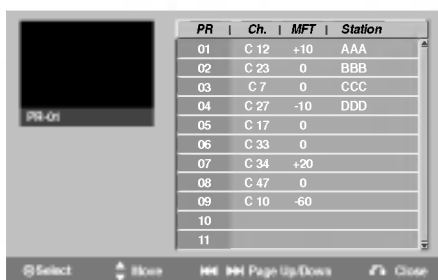 PR | Ch. | MFT | Station
01 C 12 +10 AAA
02 C 23 0 BBB
03 C 7 0 CCC
04 C 27 -10 DDD
05 C 17 0
06 C 33 0
07 C 34 +20
08 C 47 0
09 C 10 -60
10
11
PR-01
Select Move Page Up/Down Close